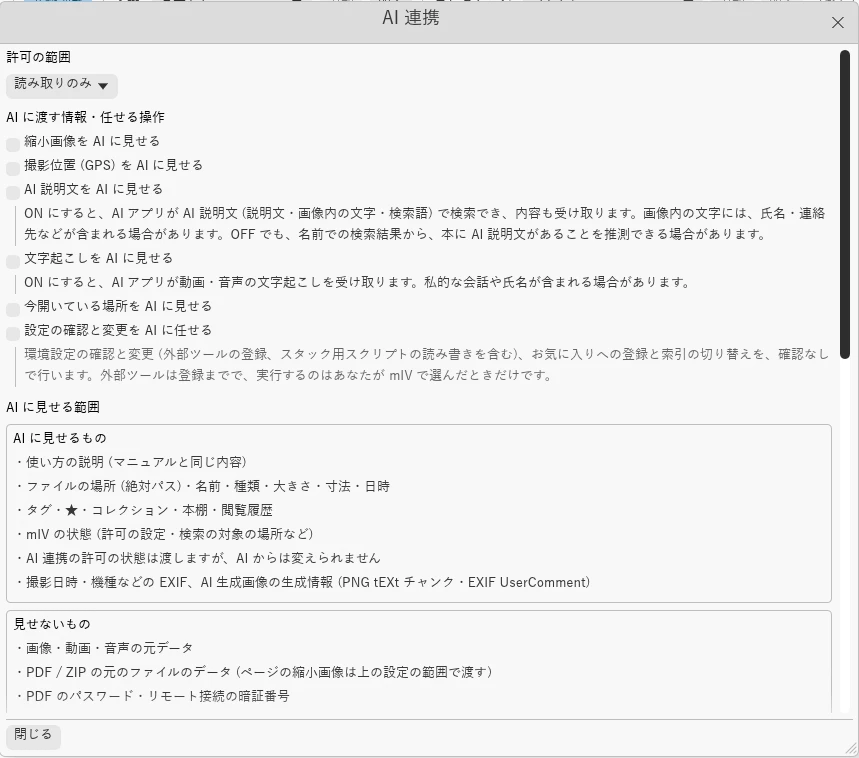 AI 連携
許可の範囲
読み取りのみ
AI に渡す情報・任せる操作
縮小画像を AI に見せる
撮影位置 (GPS) を AI に見せる
AI 説明文を AI に見せる
ON にすると、AI アプリが AI 説明文 (説明文・画像内の文字・検索語) で検索でき、内容も受け取ります。画像内の文字には、氏名・連絡
先などが含まれる場合があります。OFF でも、名前での検索結果から、本に AI 説明文があることを推測できる場合があります。
文字起こしを AI に見せる
ON にすると、AI アプリが動画・音声の文字起こしを受け取ります。私的な会話や氏名が含まれる場合があります。
今開いている場所を AI に見せる
設定の確認と変更を AI に任せる
環境設定の確認と変更 (外部ツールの登録、スタック用スクリプトの読み書きを含む)、お気に入りへの登録と索引の切り替えを、確認なし
で行います。外部ツールは登録までで、実行するのはあなたが mIV で選んだときだけです。
AI に見せる範囲
AI に見せるもの
・使い方の説明 (マニュアルと同じ内容)
・ファイルの場所 (絶対パス)・名前・種類・大きさ・寸法・日時
・タグ・★・コレクション・本棚・閲覧履歴
・mIV の状態 (許可の設定・検索の対象の場所など)
・AI 連携の許可の状態は渡しますが、AI からは変えられません
・撮影日時・機種などの EXIF、AI 生成画像の生成情報 (PNG tEXt チャンク・EXIF UserComment)
見せないもの
・画像・動画・音声の元データ
・PDF / ZIP の元のファイルのデータ (ページの縮小画像は上の設定の範囲で渡す)
・PDF のパスワード・リモート接続の暗証番号
閉じる